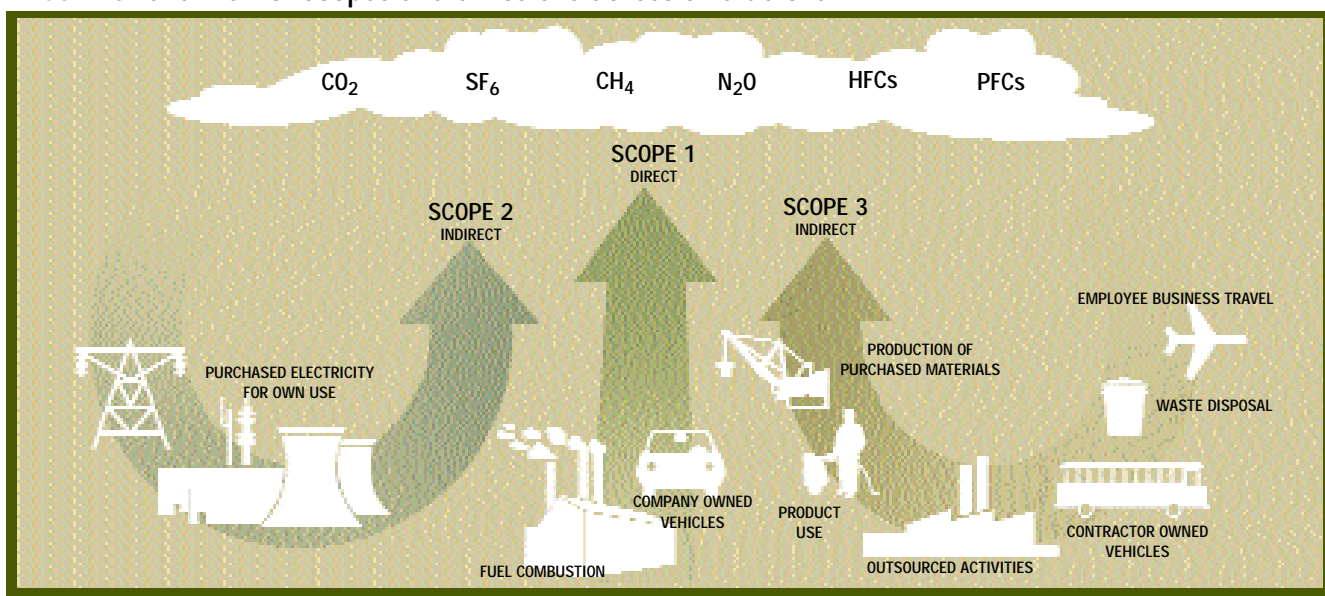 CO2
SF6
CH4
N2O
HFCs
PFCs
SCOPE 1
DIRECT
SCOPE 2
INDIRECT
SCOPE 3
INDIRECT
PURCHASED ELECTRICITY
FOR OWN USE
FUEL COMBUSTION
COMPANY OWNED
VEHICLES
PRODUCT
USE
PRODUCTION OF
PURCHASED MATERIALS
OUTSOURCED ACTIVITIES
EMPLOYEE BUSINESS TRAVEL
WASTE DISPOSAL
CONTRACTOR OWNED
VEHICLES